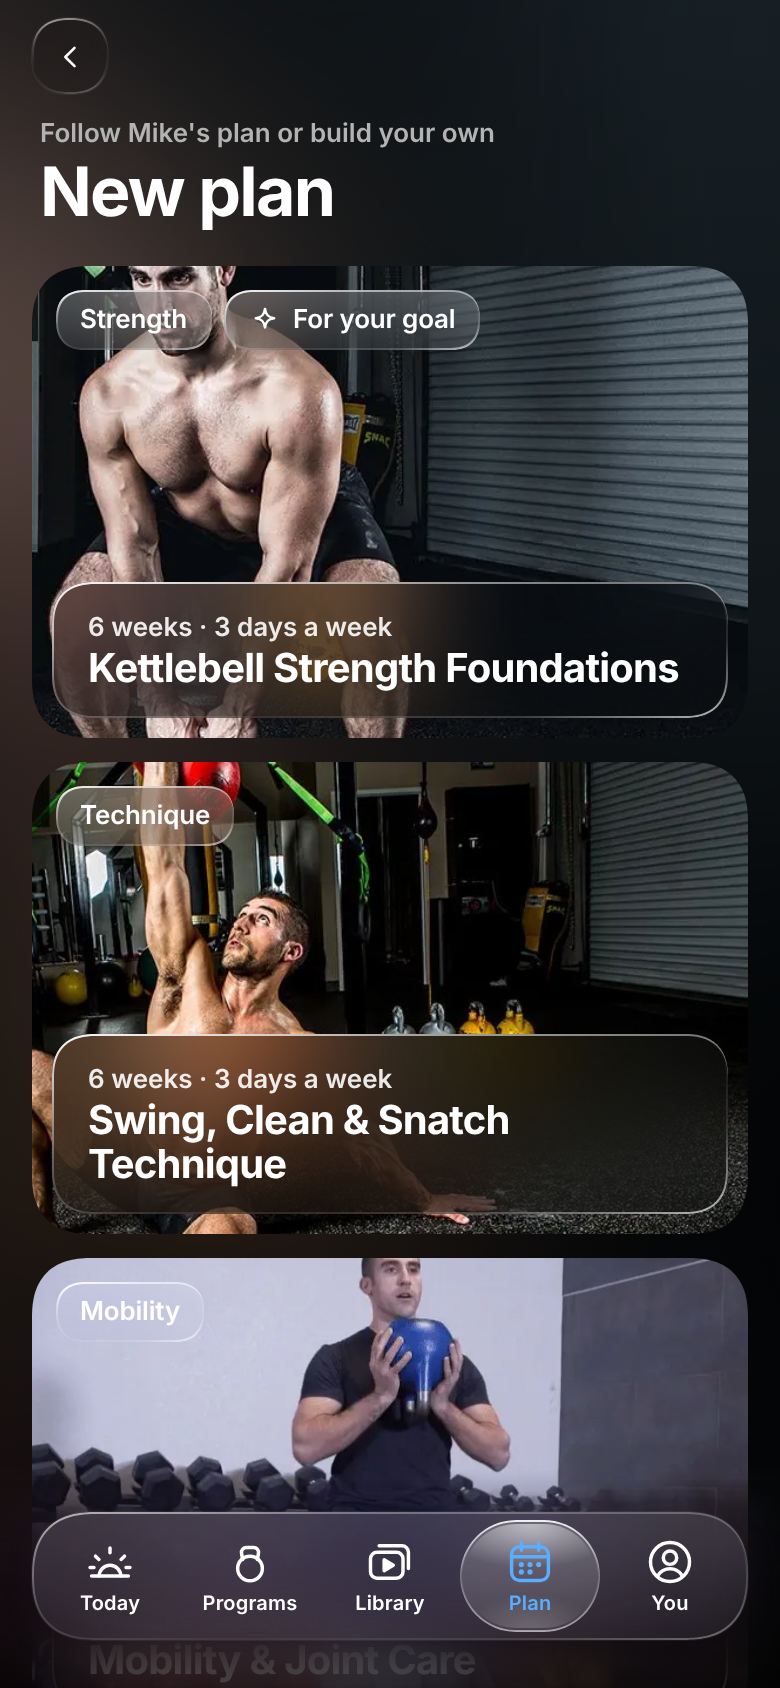 Follow Mike's plan or build your own
New plan
Strength
For your goal
SNAC
6 weeks · 3 days a week
Kettlebell Strength Foundations
Technique
SNAC
6 weeks · 3 days a week
Swing, Clean & Snatch
Technique
Mobility
Today
Programs
Library
Plan
You
Mobility & Joint Care